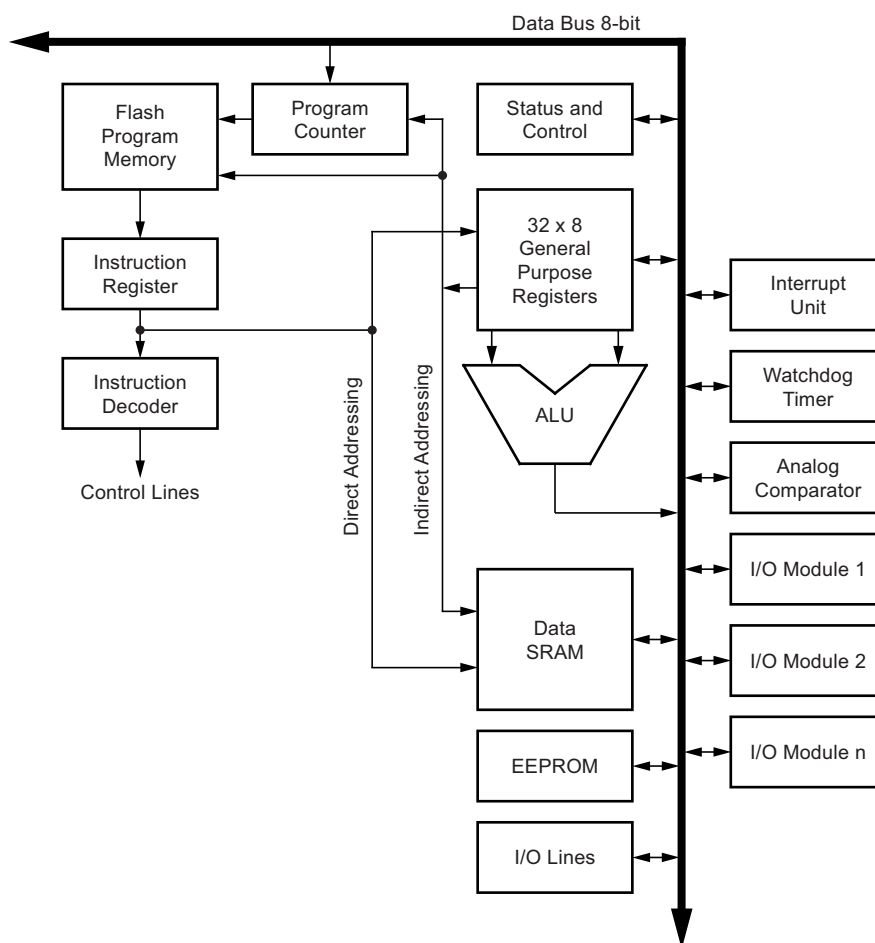 Data Bus 8-bit
Flash
Program
Memory
Program
Counter
Status and
Control
32 x 8
General
Purpose
Registers
Instruction
Register
Interrupt
Unit
Instruction
Decoder
Watchdog
Timer
ALU
Direct Addressing
Indirect Addressing
Control Lines
Analog
Comparator
I/O Module 1
Data
SRAM
I/O Module 2
I/O Module n
EEPROM
I/O Lines